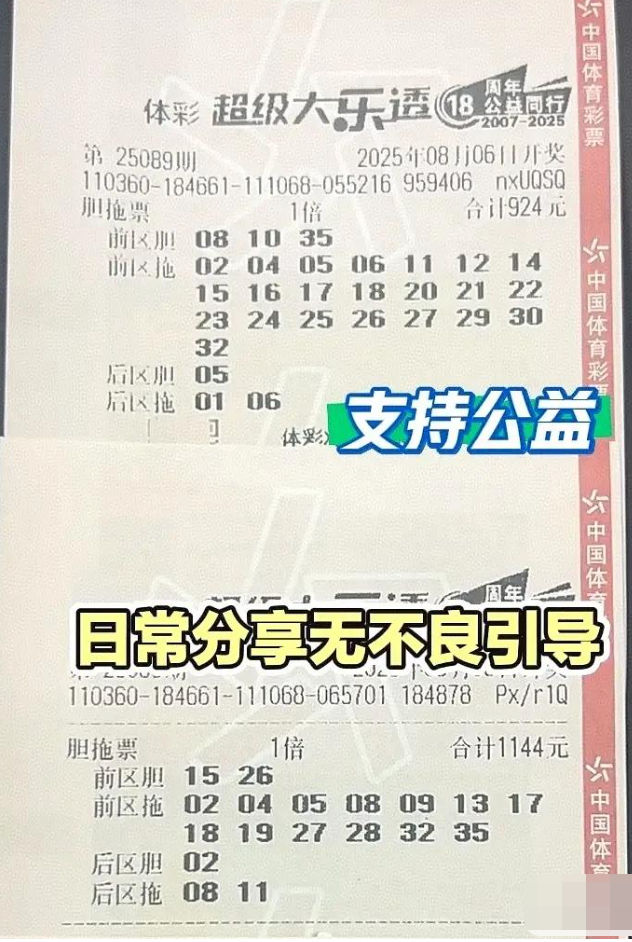 体彩 超级大乐透 18周年 公益同行 2007-2025
第 25089期 2025年08月06日开奖
110360-184661-111068-055216 959406 nxUQSQ
胆拖票 1倍 合计924元
前区胆 08 10 35
前区拖 02 04 05 06 11 12 14
15 16 17 18 20 21 22
23 24 25 26 27 29 30
32
后区胆 05
后区拖 01 06
体彩
支持公益
周年
日常分享无不良引导
110360-184661-111068-065701 184878 Px/r1Q
胆拖票 1倍 合计1144元
前区胆 15 26
前区拖 02 04 05 08 09 13 17
18 19 27 28 32 35
后区胆 02
后区拖 08 11
中国体育彩票
中国体育彩
中国体育
中国体育